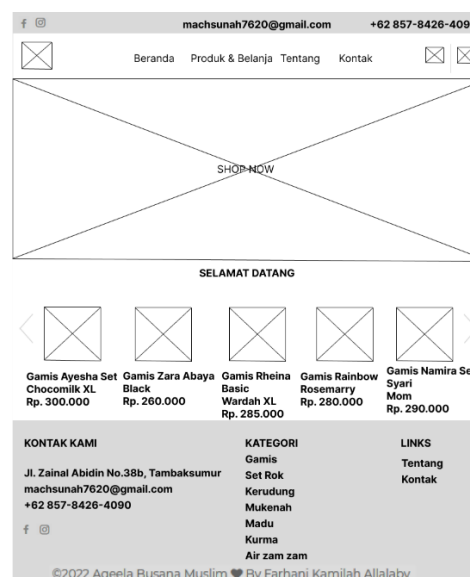 machsunah7620@gmail.com +62 857-8426-409
Beranda Produk & Belanja Tentang Kontak
SHOP NOW
SELAMAT DATANG
Gamis Ayesha Set
Chocomilk XL
Rp. 300.000
Gamis Zara Abaya
Black
Rp. 260.000
Gamis Rheina
Basic
Wardah XL
Rp. 285.000
Gamis Rainbow
Rosemarry
Rp. 280.000
Gamis Namira Se
Syari
Mom
Rp. 290.000
KONTAK KAMI
Jl. Zainal Abidin No.38b, Tambaksumur
machsunah7620@gmail.com
+62 857-8426-4090
KATEGORI
Gamis
Set Rok
Kerudung
Mukenah
Madu
Kurma
Air zam zam
LINKS
Tentang
Kontak
©2022 Aqeela Busana Muslim ♥ By Farhani Kamilah Allalaby